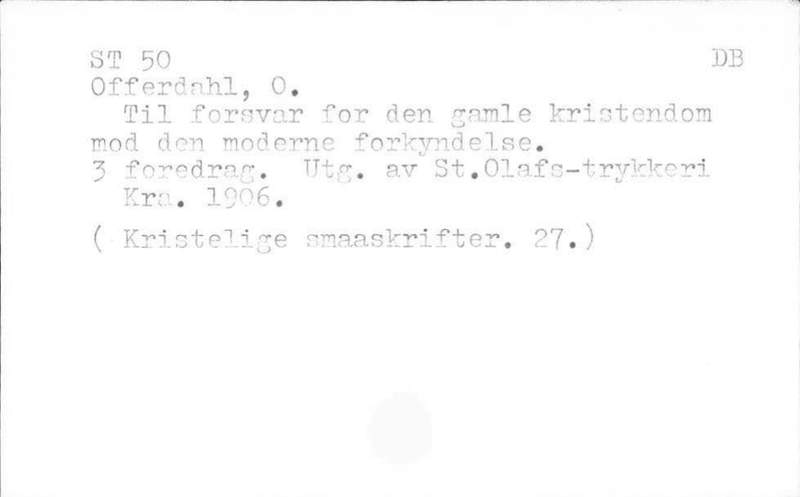 ST 50 DB
Offerdahl, O.
Til forsvar for den gamle kristendom
mod den moderne forkyndelse.
3 foredrag. Utg. av St.Olafs-trykkeri
Kra. 1906.
( Kristelige smaaskrifter. 27.)